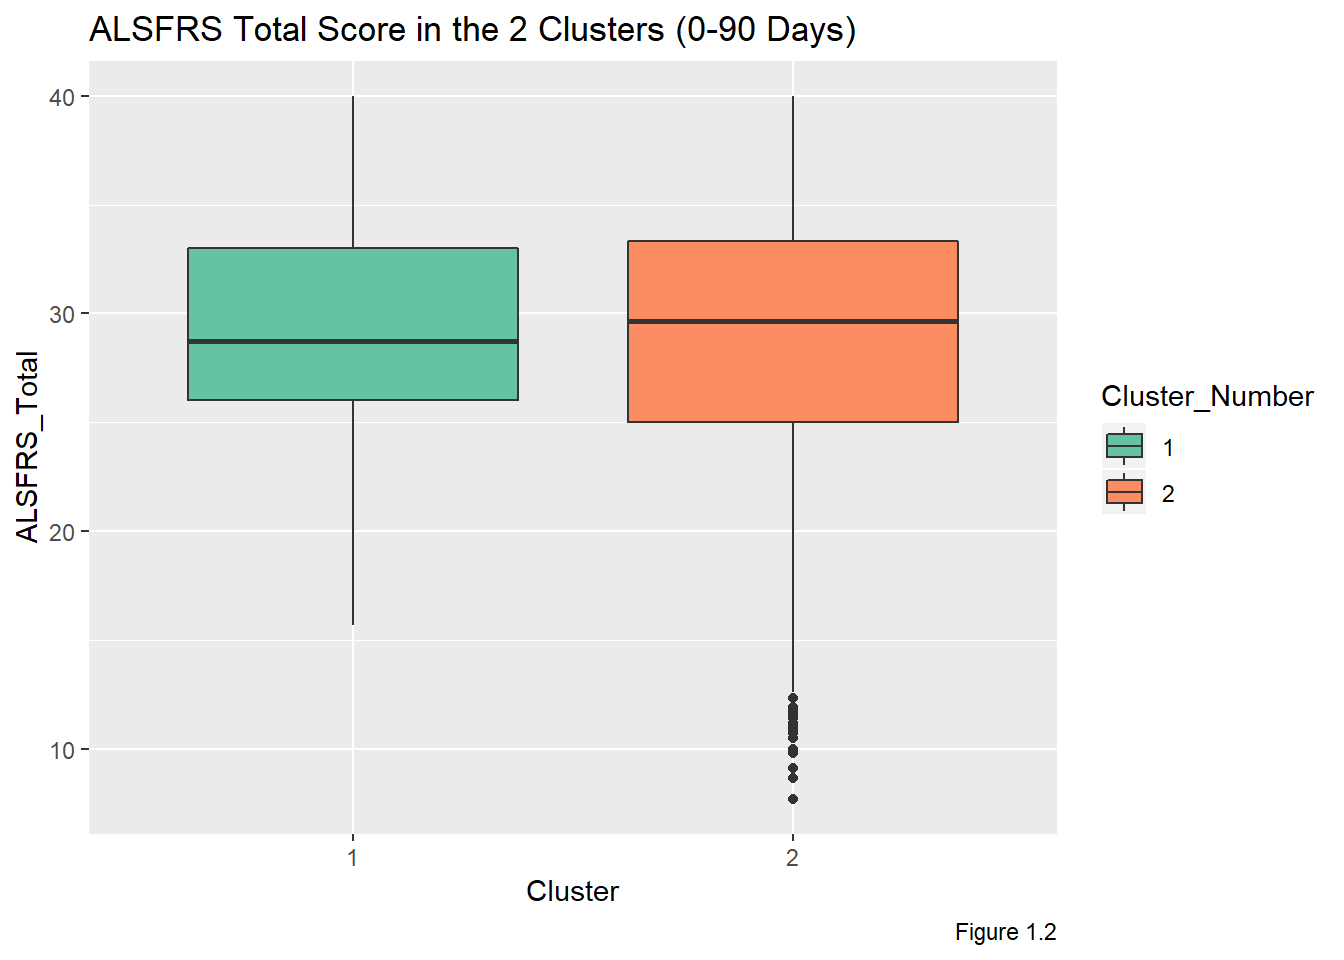 ALSFRS Total Score in the 2 Clusters (0-90 Days)
40
30
20
10
ALSFRS_Total
1
2
Cluster
Cluster_Number
1
2
Figure 1.2